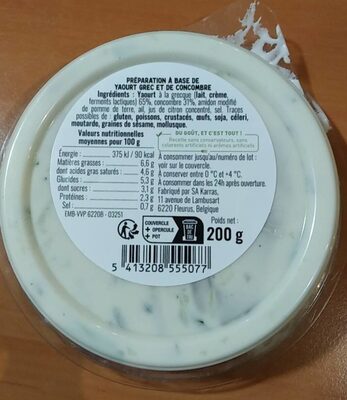 PRÉPARATION À BASE DE
YAOURT GREC ET DE CONCOMBRE
Ingrédients : Yaourt à la grecque (lait, crème,
ferments lactiques) 65%, concombre 31%, amidon modifié
de pomme de terre, ail, jus de citron concentré, sel. Traces
possibles de : gluten, poissons, crustacés, œufs, soja, céleri,
moutarde, graines de sésame, mollusque.
Valeurs nutritionnelles
moyennes pour 100 g
Énergie : 375 kJ / 90 kcal
Matières grasses : 6,6 g
dont acides gras saturés : 4,6 g
Glucides : 5,3 g
dont sucres : 3,1 g
Protéines : 2,3 g
Sel : 0,7 g
EMB-VVP 6220B - 03251
DU GOÛT, ET C'EST TOUT !
Recette sans conservateurs, sans
colorants artificiels ni arômes artificiels
À consommer jusqu'au/numéro de lot :
voir sur le couvercle.
À conserver entre 0 °C et +4 °C.
À consommer dans les 24h après ouverture.
Fabriqué par SA Karras,
11 avenue de Lambusart
6220 Fleurus, Belgique
COUVERCLE
+ OPERCULE
+ POT
BAC DE TRI
Poids net :
200 g
5 413208 555077